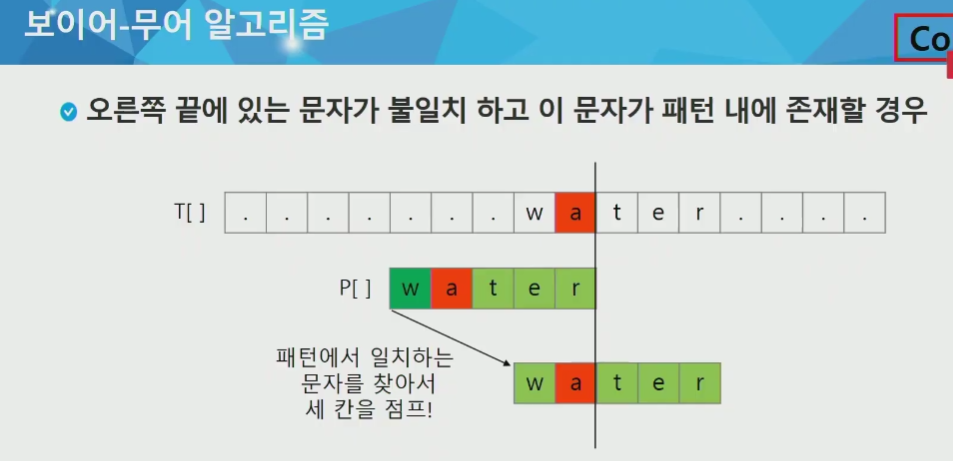 보이어-무어 알고리즘
Co
오른쪽 끝에 있는 문자가 불일치 하고 이 문자가 패턴 내에 존재할 경우
T[ ] . . . . . . . w a t e r . . . .
P[ ] w a t e r
패턴에서 일치하는
문자를 찾아서
세 칸을 점프!
w a t e r